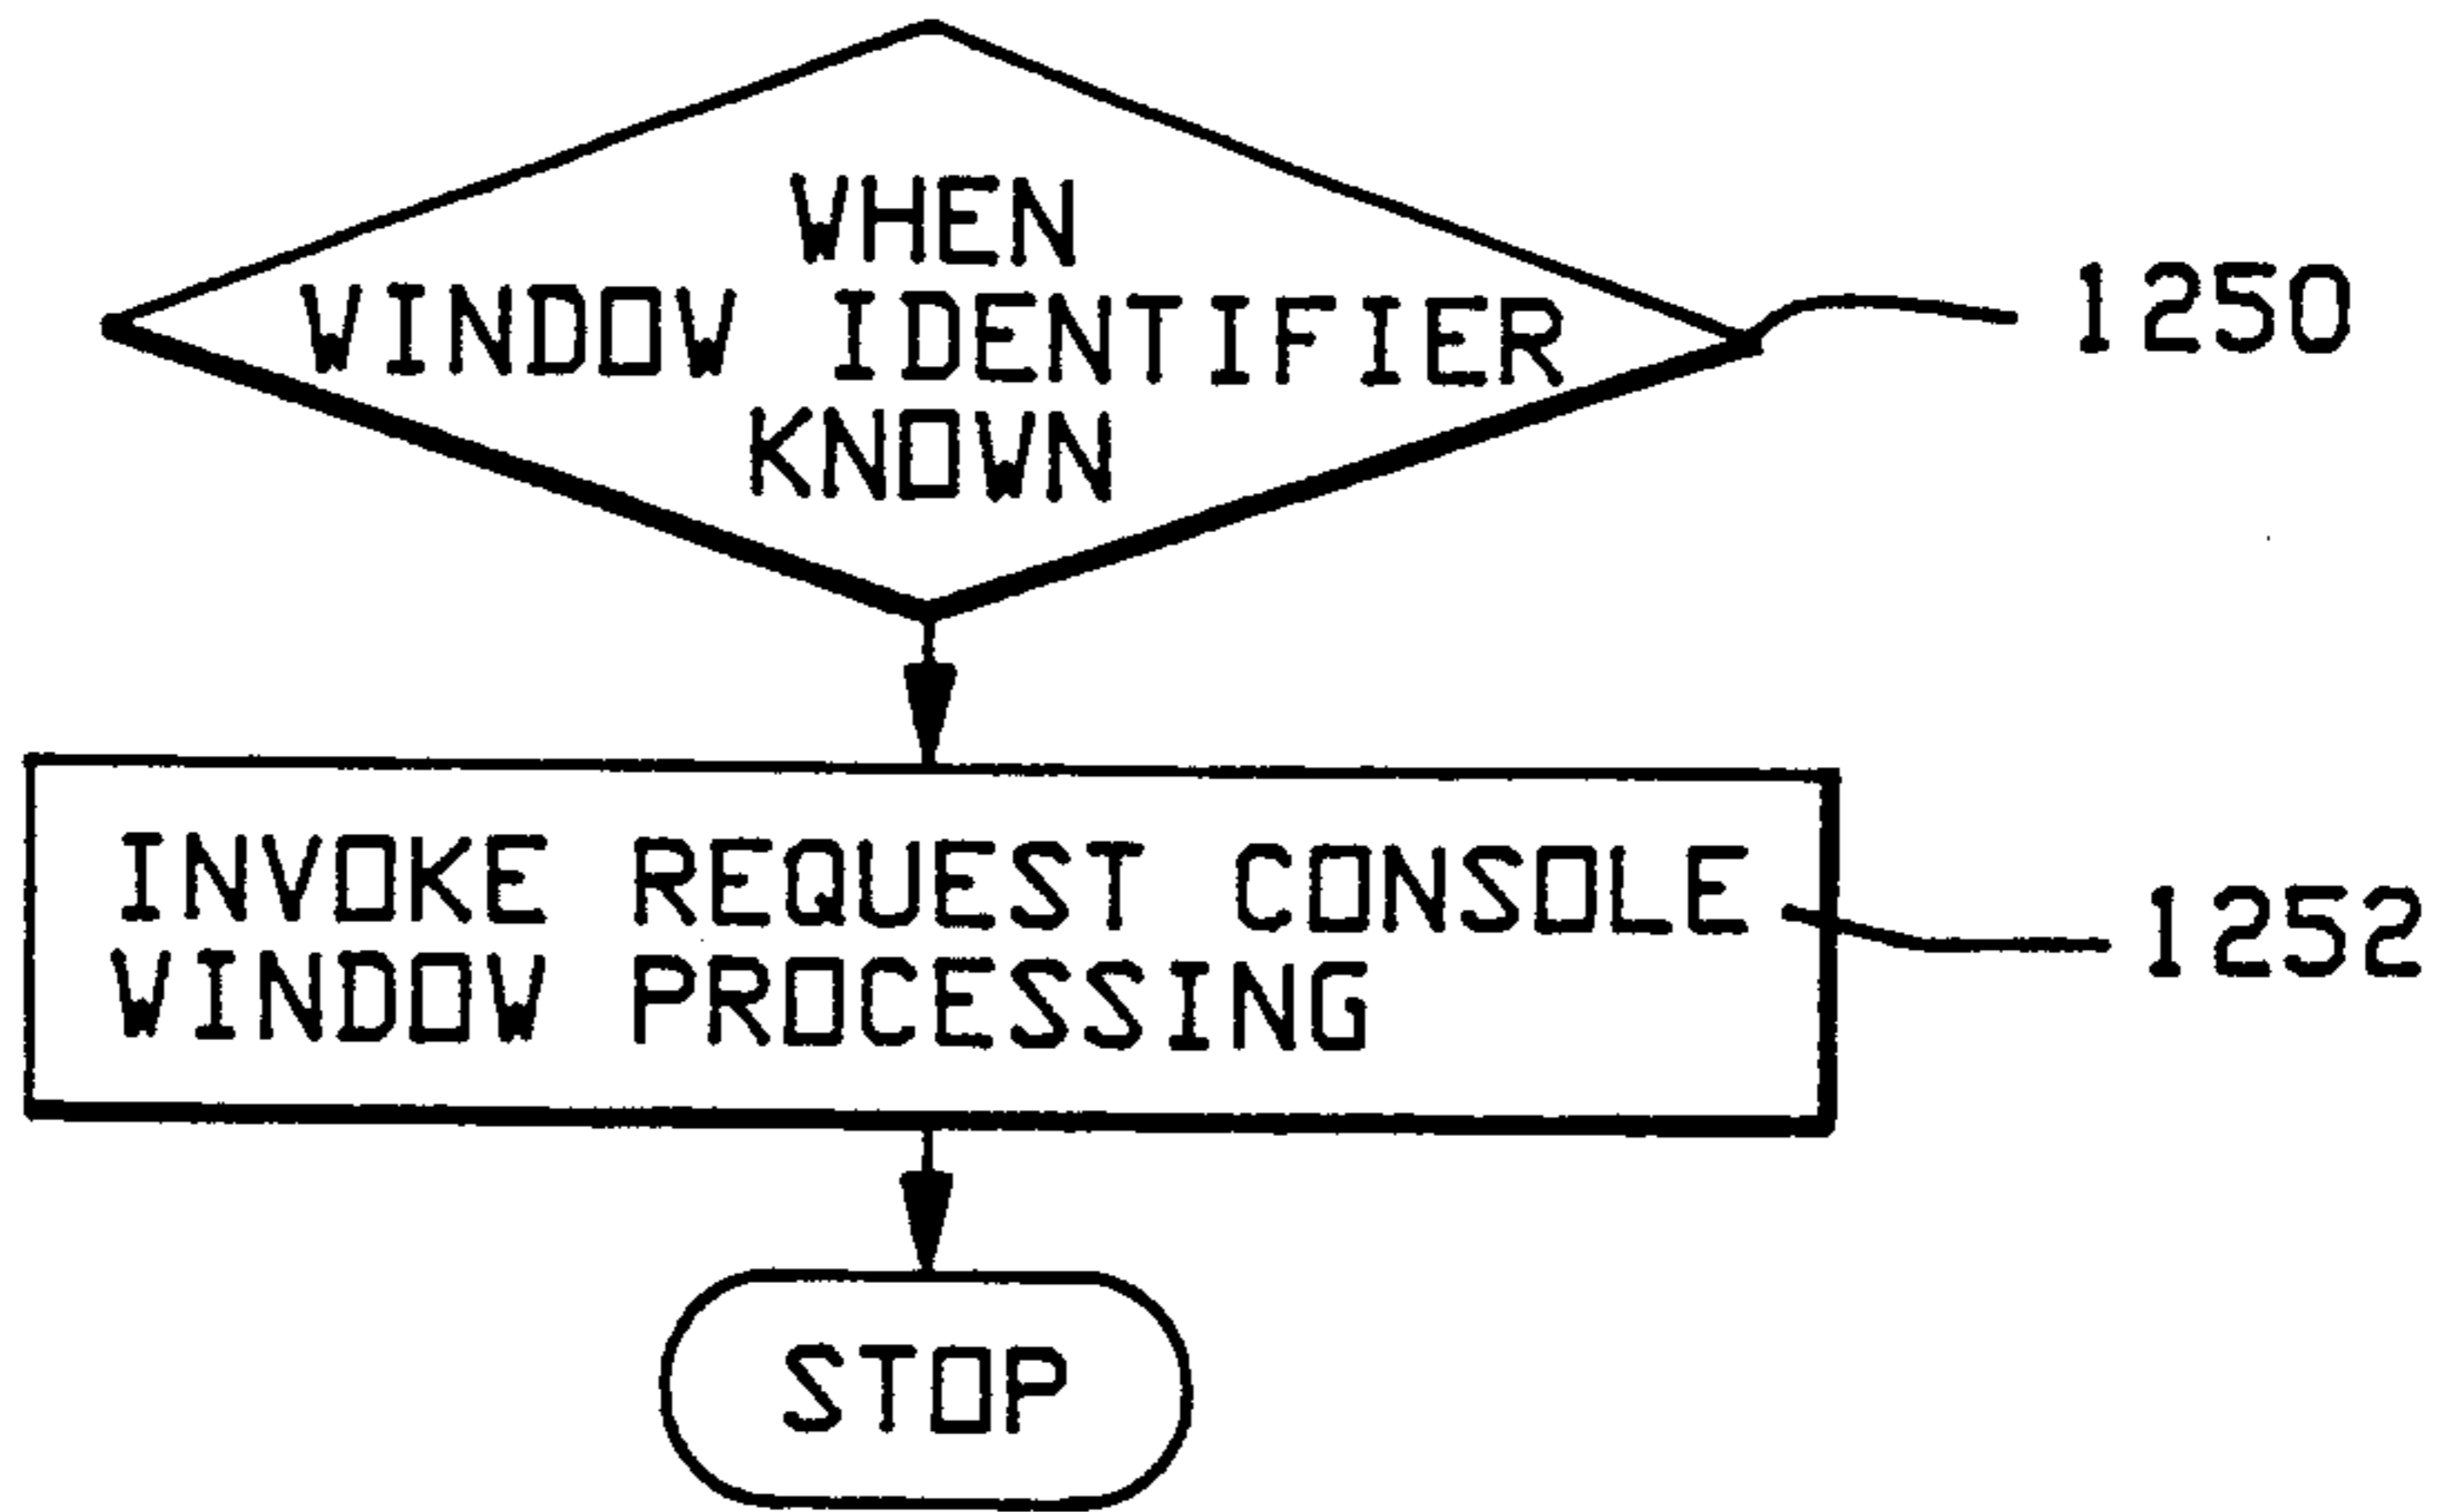 WHEN
WINDOW IDENTIFIER
KNOWN
1250
INVOKE REQUEST CONSOLE
WINDOW PROCESSING
1252
STOP